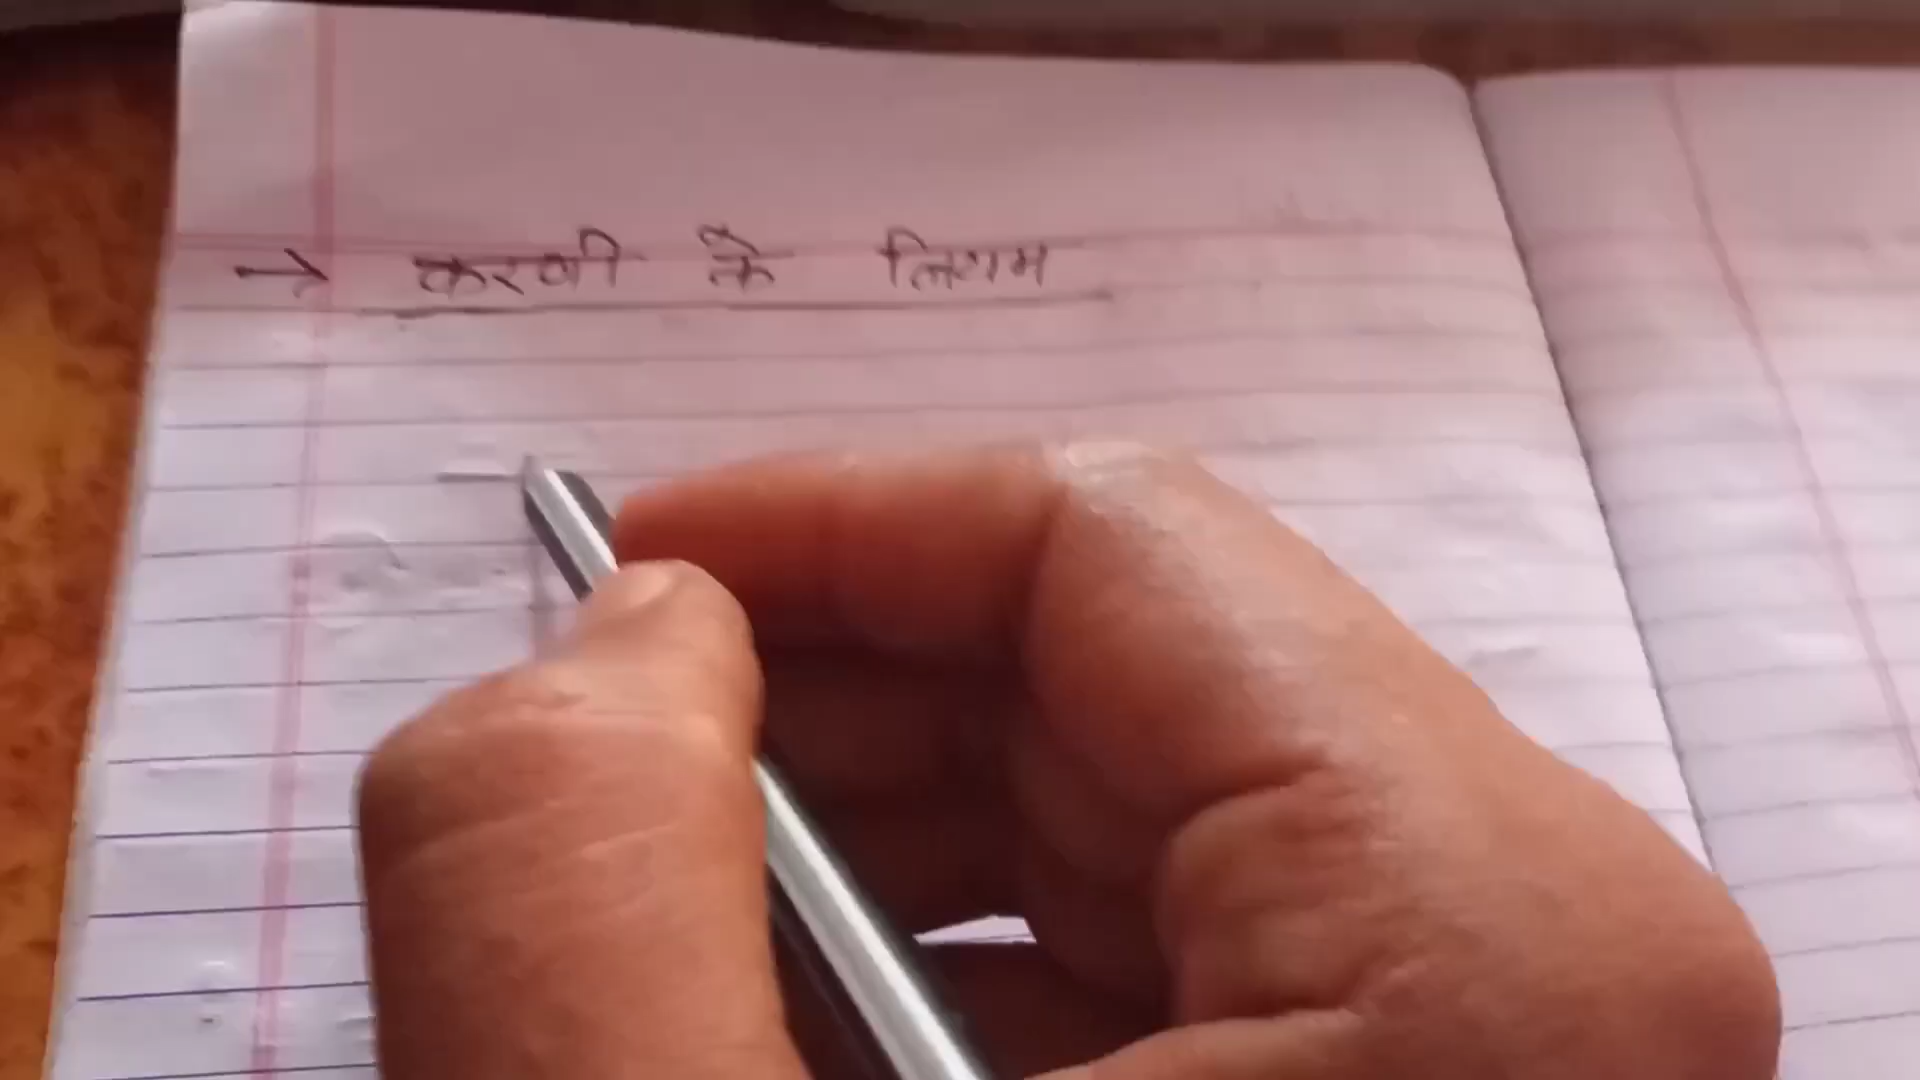 → करणी के नियम